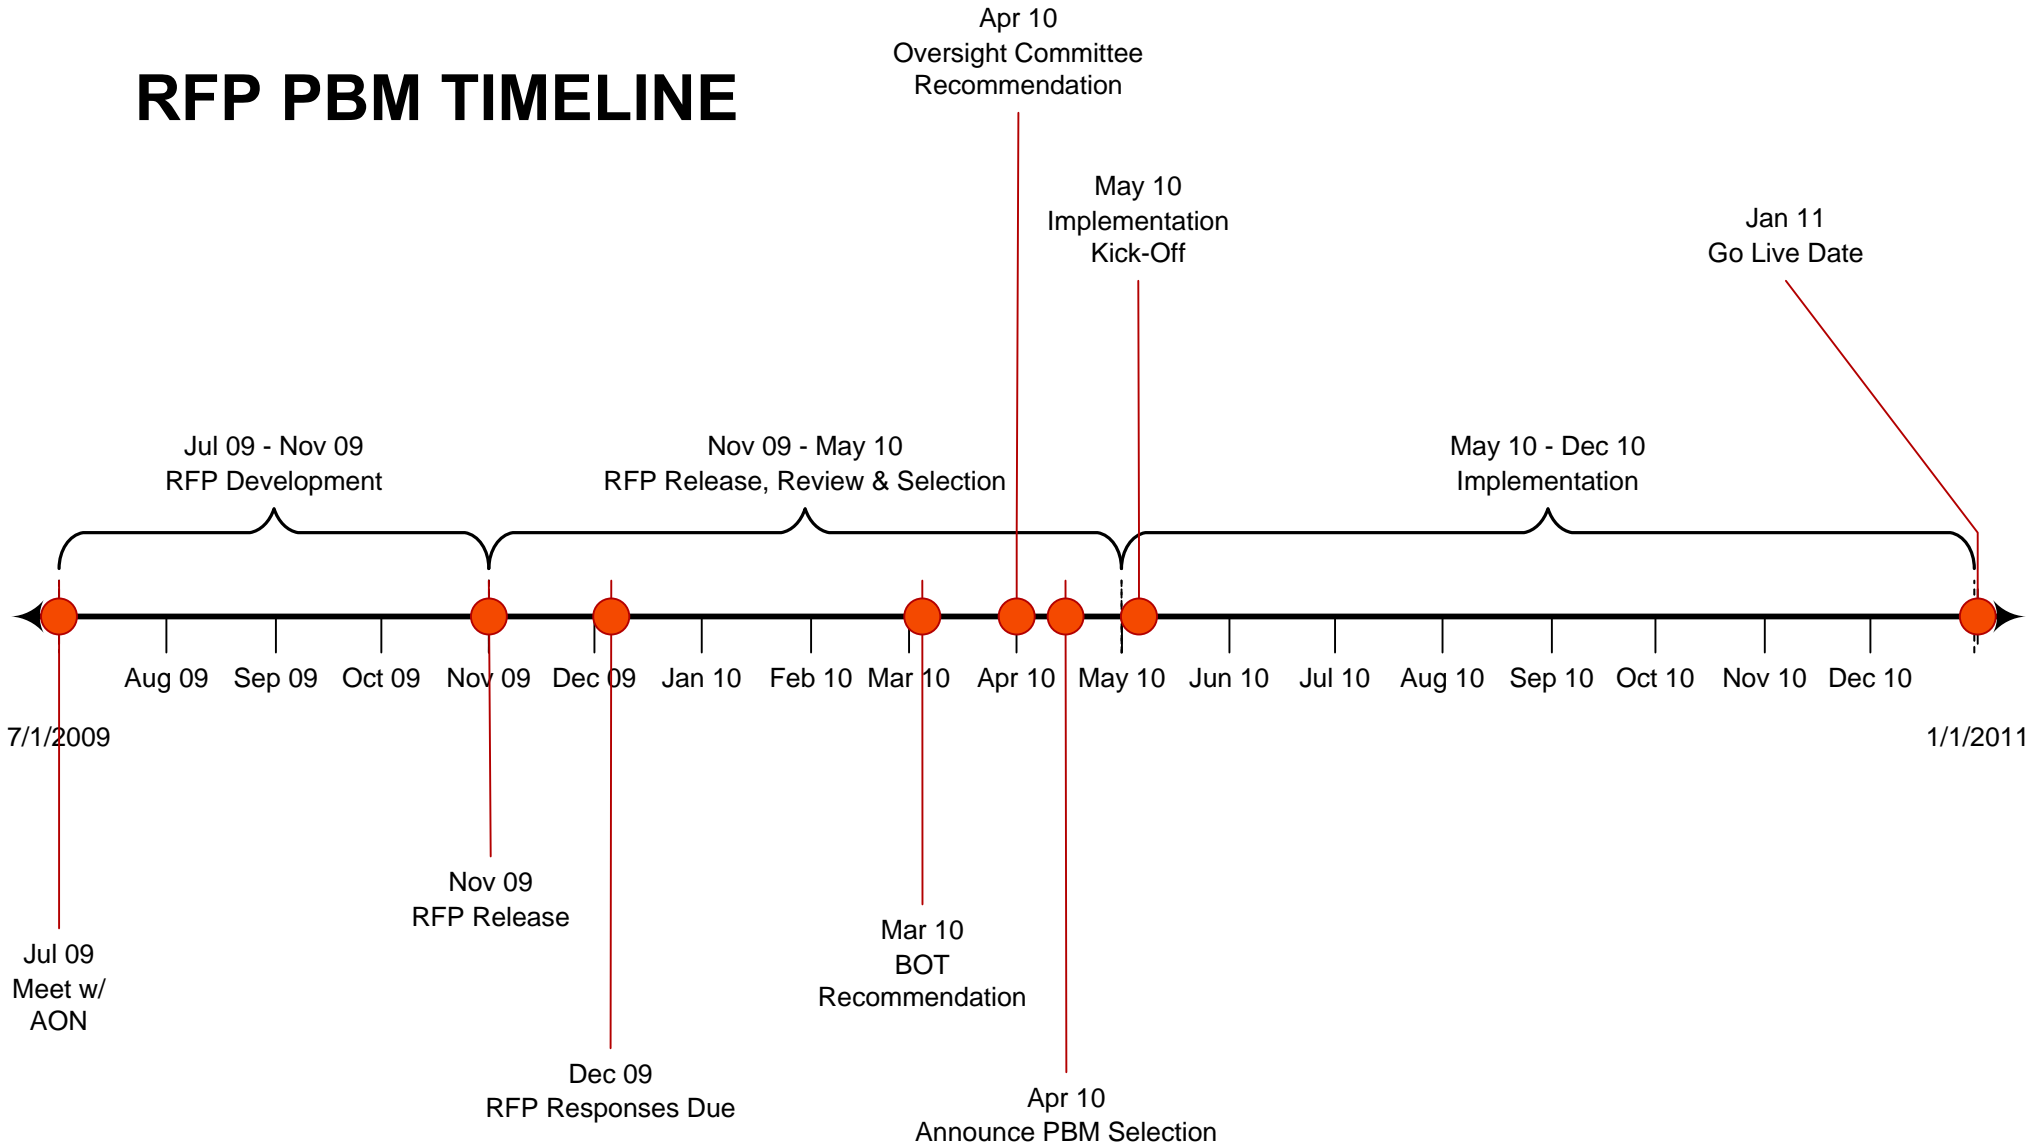 Apr 10
Oversight Committee
Recommendation
RFP PBM TIMELINE
May 10
Implementation
Kick-Off
Jan 11
Go Live Date
Jul 09 - Nov 09
RFP Development
Nov 09 - May 10
RFP Release, Review & Selection
May 10 - Dec 10
Implementation
Aug 09 Sep 09 Oct 09 Nov 09 Dec 09 Jan 10 Feb 10 Mar 10 Apr 10 May 10 Jun 10 Jul 10 Aug 10 Sep 10 Oct 10 Nov 10 Dec 10
7/1/2009 1/1/2011
Nov 09
RFP Release
Jul 09
Meet w/
AON
Mar 10
BOT
Recommendation
Dec 09
RFP Responses Due
Apr 10
Announce PBM Selection